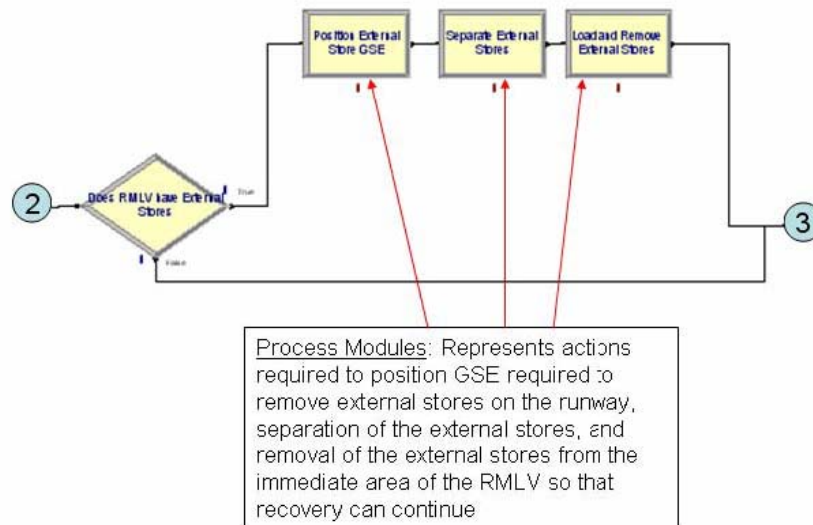 Position External
Store GSE
Separate External
Stores
Load and Remove
External Stores
2
Does RMLV have External
Stores
True
False
3
Process Modules: Represents actions
required to position GSE required to
remove external stores on the runway,
separation of the external stores, and
removal of the external stores from the
immediate area of the RMLV so that
recovery can continue